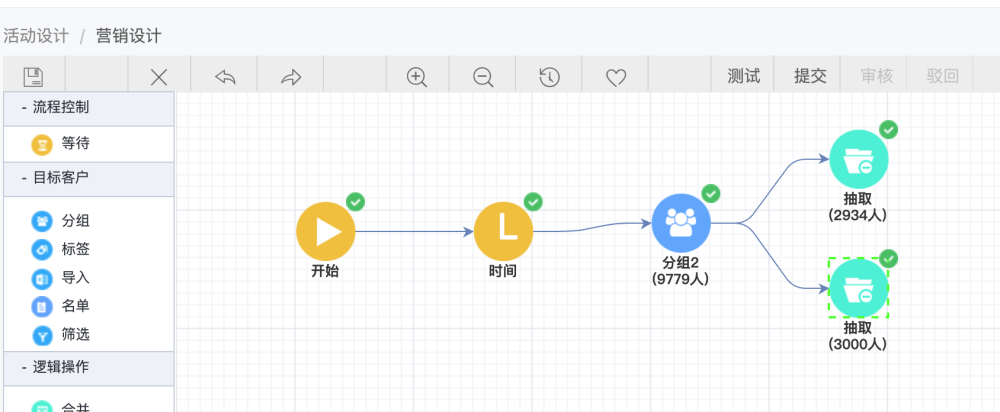 活动设计 / 营销设计
测试 提交 审核 驳回
- 流程控制
等待
- 目标客户
分组
标签
导入
名单
筛选
- 逻辑操作
合并
开始
时间
分组2
(9779人)
抽取
(2934人)
抽取
(3000人)